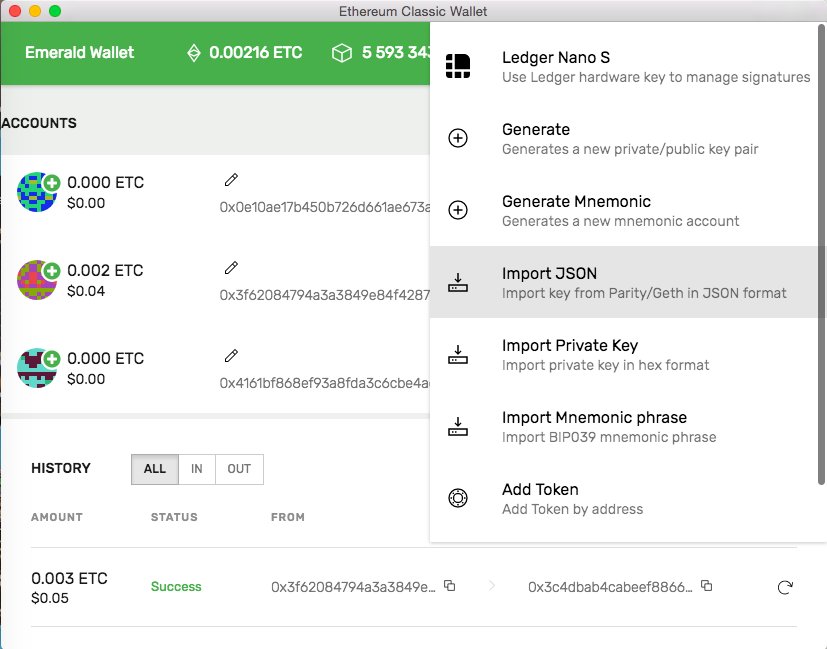 Ethereum Classic Wallet
Emerald Wallet
0.00216 ETC
5 593 343
ACCOUNTS
0.000 ETC
$0.00
0x0e10ae17b450b726d661ae673a
0.002 ETC
$0.04
0x3f62084794a3a3849e84f4287
0.000 ETC
$0.00
0x4161bf868ef93a8fda3c6cbe4a
Ledger Nano S
Use Ledger hardware key to manage signatures
Generate
Generates a new private/public key pair
Generate Mnemonic
Generates a new mnemonic account
Import JSON
Import key from Parity/Geth in JSON format
Import Private Key
Import private key in hex format
Import Mnemonic phrase
Import BIP039 mnemonic phrase
Add Token
Add Token by address
HISTORY
ALL IN OUT
AMOUNT STATUS FROM
0.003 ETC
$0.05
Success
0x3f62084794a3a3849e...
0x3c4dbab4cabeef8866...